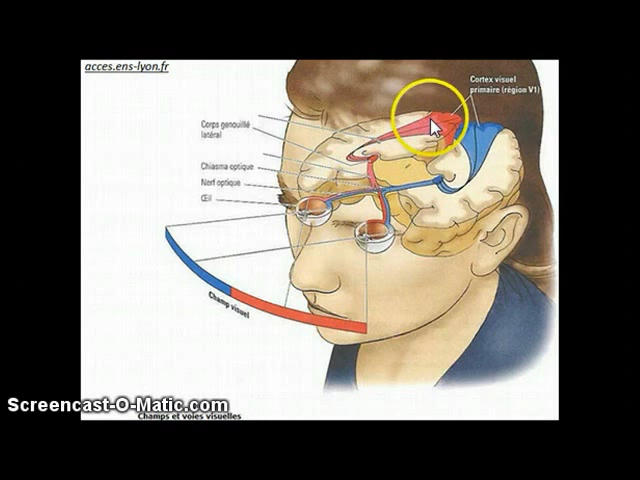 acces.ens-lyon.fr
Cortex visuel
primaire (région V1)
Corps genouillé
latéral
Chiasma optique
Nerf optique
Œil
Champ visuel
Screencast-O-Matic.com
Champs et voies visuelles